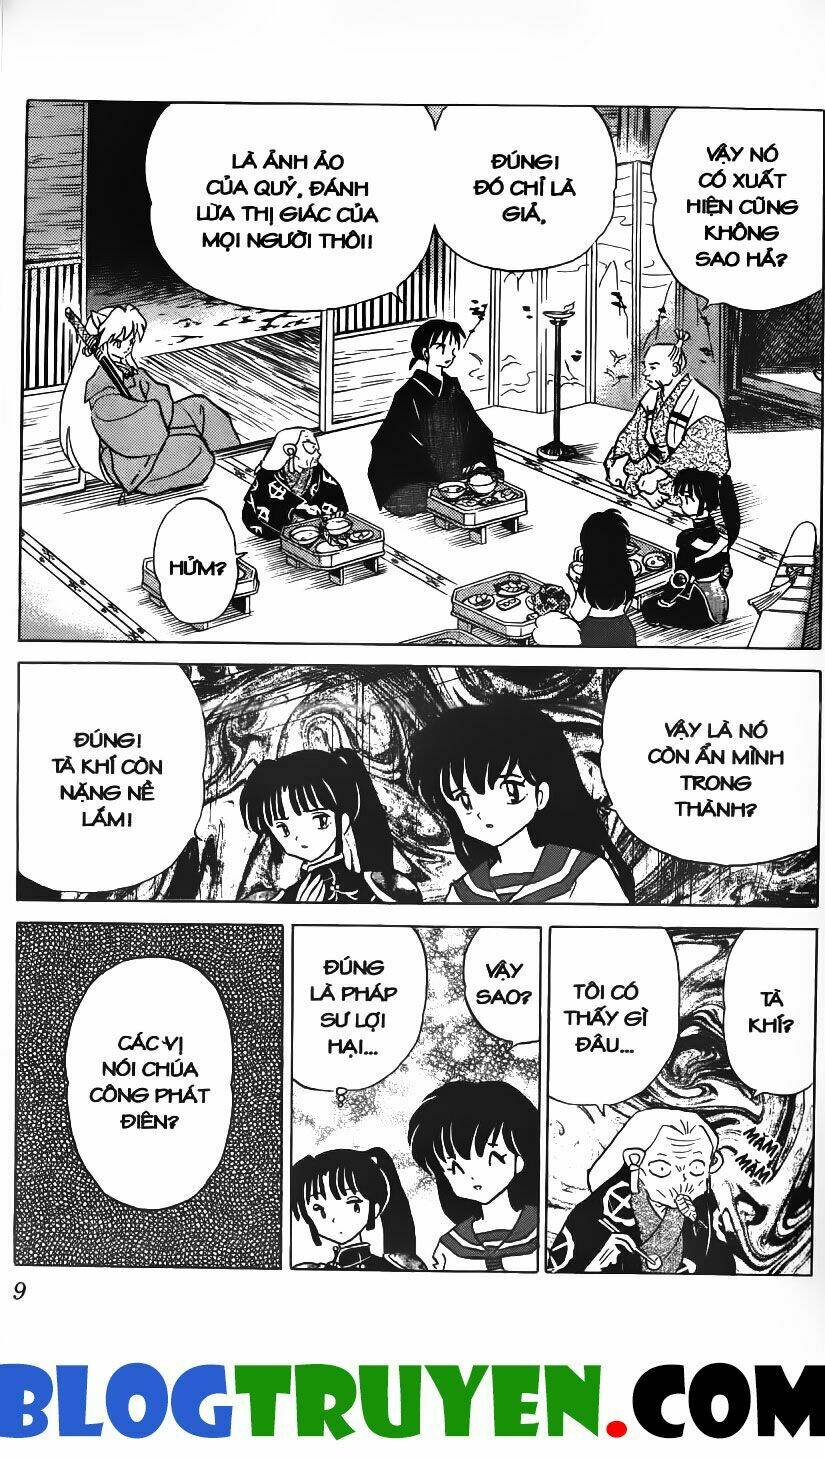 VẬY NÓ
CÓ XUẤT
HIỆN CŨNG
KHÔNG
SAO HẢ?
ĐÚNG!
ĐÓ CHỈ LÀ
GIẢ.
LÀ ẢNH ẢO
CỦA QUỶ, ĐÁNH
LỪA THỊ GIÁC CỦA
MỌI NGƯỜI THÔI!
HỬM?
VẬY LÀ NÓ
CÒN ẨN MÌNH
TRONG
THÀNH?
ĐÚNG!
TÀ KHÍ CÒN
NẶNG NỀ
LẮM!
TÀ
KHÍ?
TÔI CÓ
THẤY GÌ
ĐÂU...
MĂM
MĂM
VẬY
SAO?
ĐÚNG
LÀ PHÁP
SƯ LỢI
HẠI...
?
CÁC VỊ
NÓI CHÚA
CÔNG PHÁT
ĐIÊN?
9
BLOGTRUYEN.COM